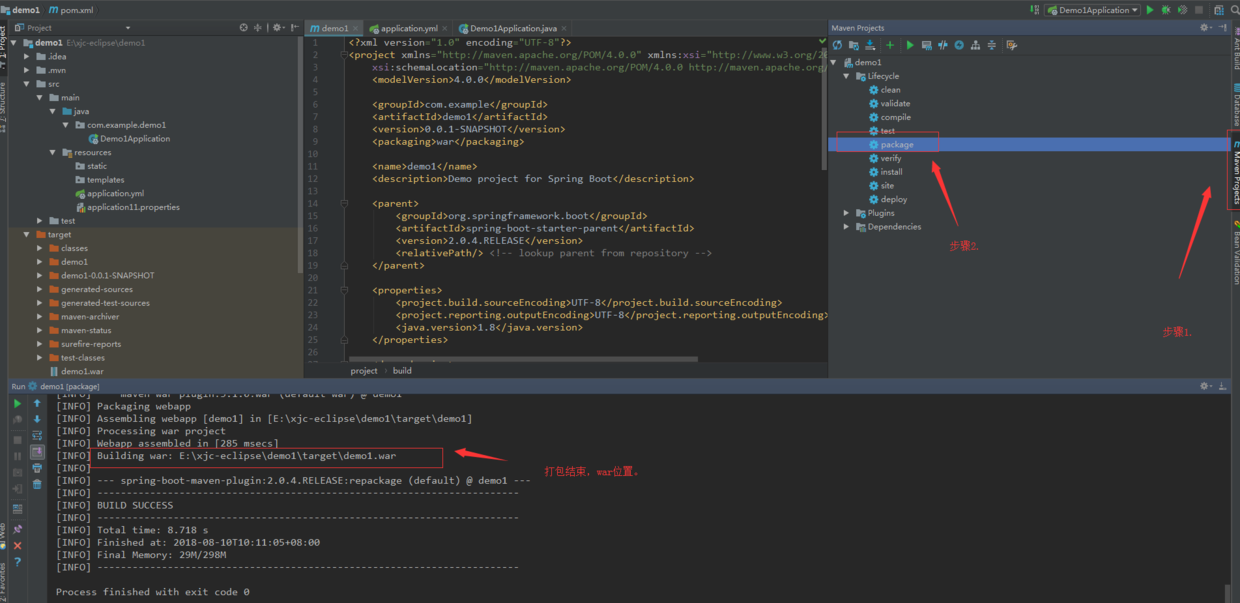 demo1 pom.xml
Demo1Application
Project
demo1 E:\xjc-eclipse\demo1
.idea
.mvn
src
main
java
com.example.demo1
Demo1Application
resources
static
templates
application.yml
application11.properties
test
target
classes
demo1
demo1-0.0.1-SNAPSHOT
generated-sources
generated-test-sources
maven-archiver
maven-status
surefire-reports
test-classes
demo1.war
1: Project
Z: Structure
Web
2: Favorites
demo1 application.yml Demo1Application.java
1 <?xml version="1.0" encoding="UTF-8"?>
2 <project xmlns="http://maven.apache.org/POM/4.0.0" xmlns:xsi="http://www.w3.org/2
3 xsi:schemaLocation="http://maven.apache.org/POM/4.0.0 http://maven.apache.org/
4 <modelVersion>4.0.0</modelVersion>
5
6 <groupId>com.example</groupId>
7 <artifactId>demo1</artifactId>
8 <version>0.0.1-SNAPSHOT</version>
9 <packaging>war</packaging>
10
11 <name>demo1</name>
12 <description>Demo project for Spring Boot</description>
13
14 <parent>
15 <groupId>org.springframework.boot</groupId>
16 <artifactId>spring-boot-starter-parent</artifactId>
17 <version>2.0.4.RELEASE</version>
18 <relativePath/> <!-- lookup parent from repository -->
19 </parent>
20
21 <properties>
22 <project.build.sourceEncoding>UTF-8</project.build.sourceEncoding>
23 <project.reporting.outputEncoding>UTF-8</project.reporting.outputEncoding>
24 <java.version>1.8</java.version>
25 </properties>
26
project › build
Maven Projects
demo1
Lifecycle
clean
validate
compile
test
package
verify
install
site
deploy
Plugins
Dependencies
步骤2.
步骤1.
Ant Build
Database
Maven Projects
Bean Validation
Run demo1 [package]
[INFO] --- maven-war-plugin:3.1.0:war (default-war) @ demo1
[INFO] Packaging webapp
[INFO] Assembling webapp [demo1] in [E:\xjc-eclipse\demo1\target\demo1]
[INFO] Processing war project
[INFO] Webapp assembled in [285 msecs]
[INFO] Building war: E:\xjc-eclipse\demo1\target\demo1.war
[INFO]
打包结束，war位置。
[INFO] --- spring-boot-maven-plugin:2.0.4.RELEASE:repackage (default) @ demo1 ---
[INFO] ------------------------------------------------------------------------
[INFO] BUILD SUCCESS
[INFO] ------------------------------------------------------------------------
[INFO] Total time: 8.718 s
[INFO] Finished at: 2018-08-10T10:11:05+08:00
[INFO] Final Memory: 29M/298M
[INFO] ------------------------------------------------------------------------
Process finished with exit code 0